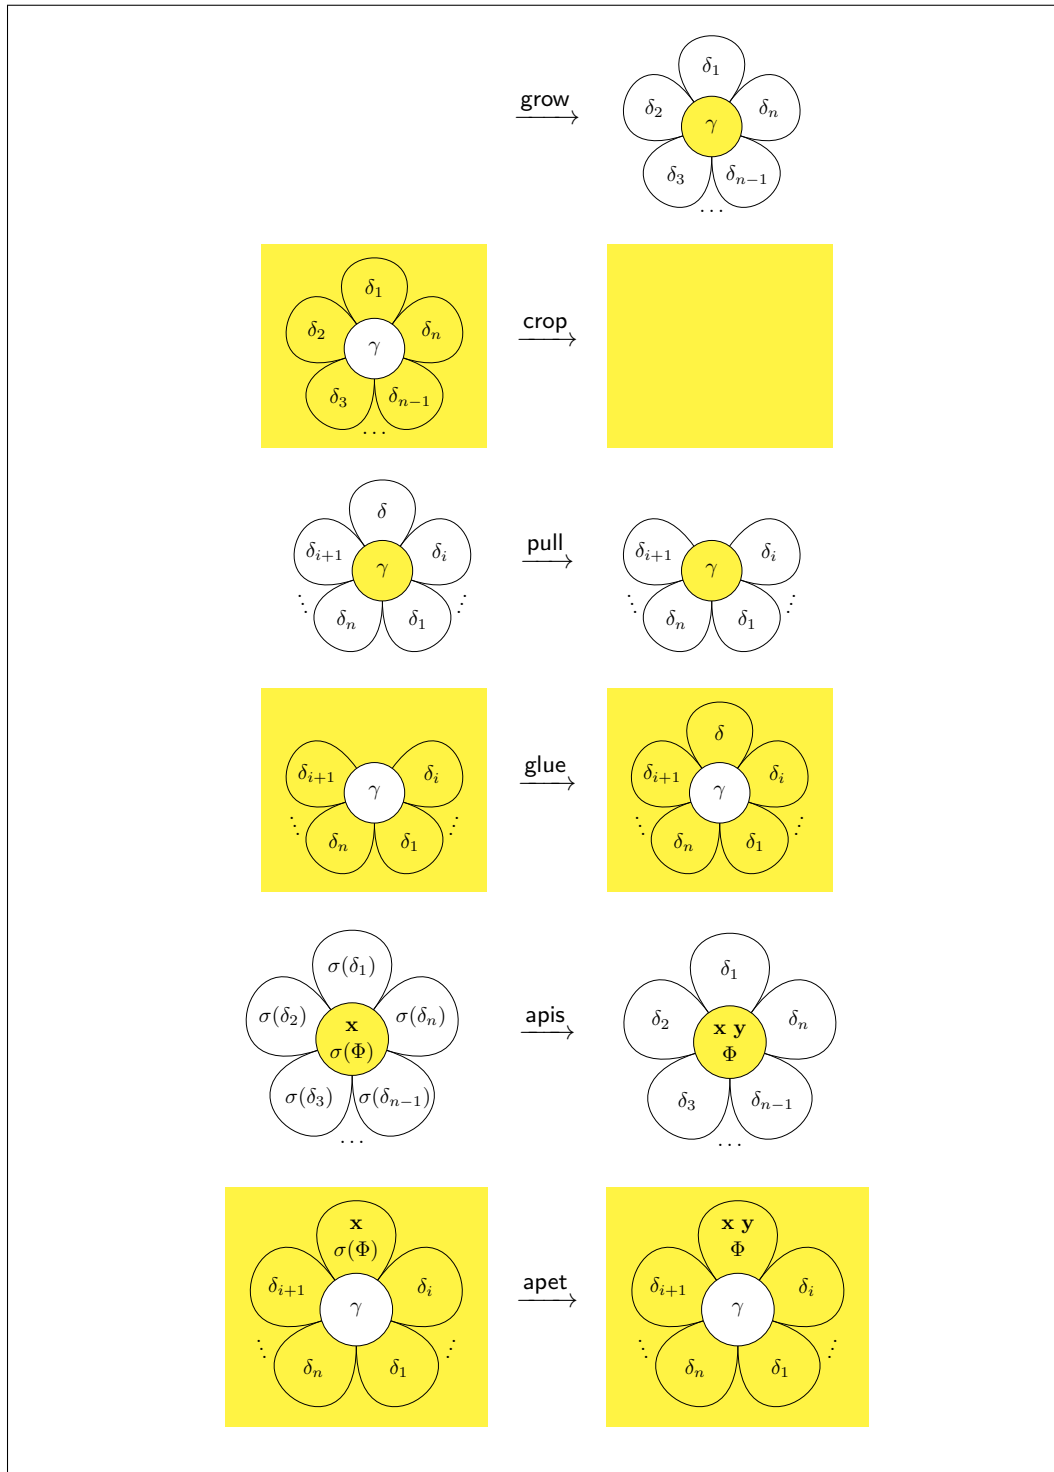 grow
δ₁
δ₂ δₙ
γ
δ₃ δₙ₋₁
...
δ₁
δ₂ δₙ
γ
δ₃ δₙ₋₁
...
crop
δ
δᵢ₊₁ δᵢ
γ
δₙ δ₁
⋱ ⋰
pull
δᵢ₊₁ δᵢ
γ
δₙ δ₁
⋱ ⋰
δᵢ₊₁ δᵢ
γ
δₙ δ₁
⋱ ⋰
glue
δ
δᵢ₊₁ δᵢ
γ
δₙ δ₁
⋱ ⋰
σ(δ₁)
σ(δ₂) σ(δₙ)
x
σ(Φ)
σ(δ₃) σ(δₙ₋₁)
...
apis
δ₁
δ₂ δₙ
x y
Φ
δ₃ δₙ₋₁
...
x
σ(Φ)
δᵢ₊₁ δᵢ
γ
δₙ δ₁
⋱ ⋰
apet
x y
Φ
δᵢ₊₁ δᵢ
γ
δₙ δ₁
⋱ ⋰